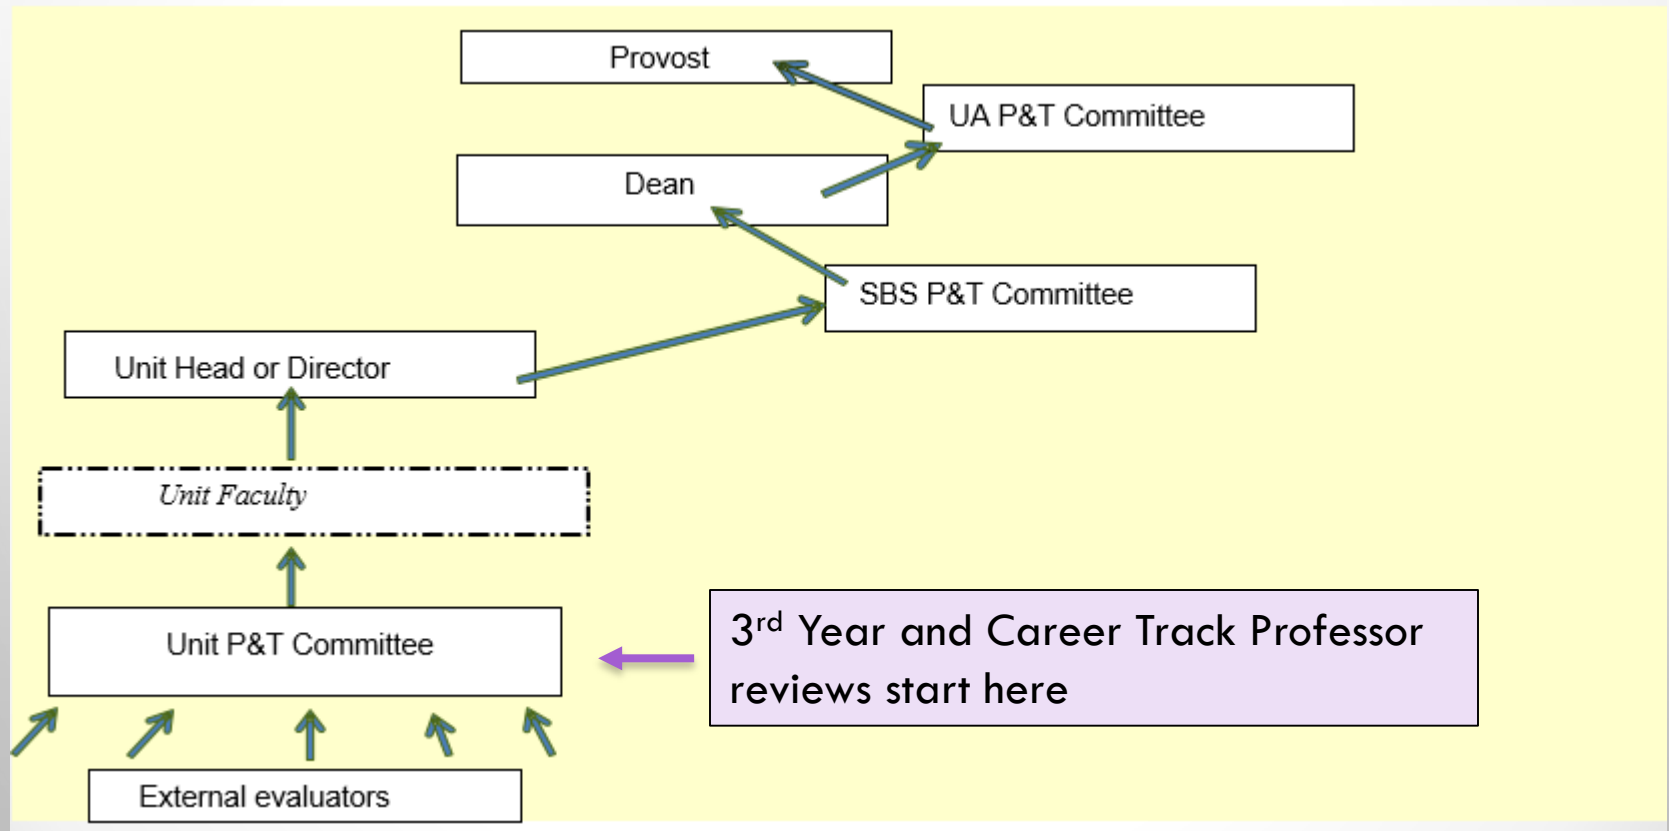 Provost
UA P&T Committee
Dean
SBS P&T Committee
Unit Head or Director
Unit Faculty
Unit P&T Committee
3rd Year and Career Track Professor
reviews start here
External evaluators